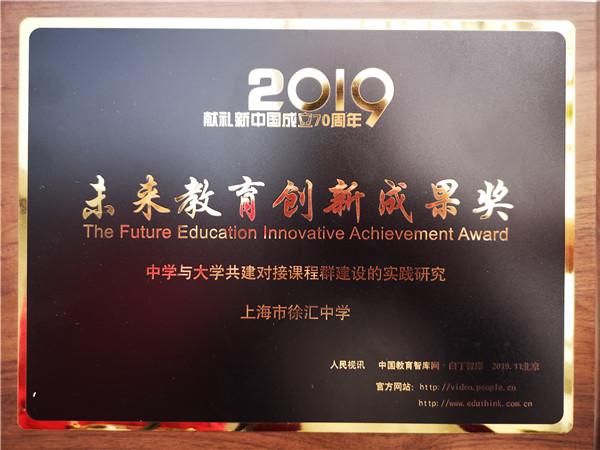 2019
献礼新中国成立70周年
未来教育创新成果奖
The Future Education Innovative Achievement Award
中学与大学共建对接课程群建设的实践研究
上海市徐汇中学
人民视讯 中国教育智库网·白丁智库 2019.11北京
官方网站：http://video.people.cn
http://www.eduthink.com.cn